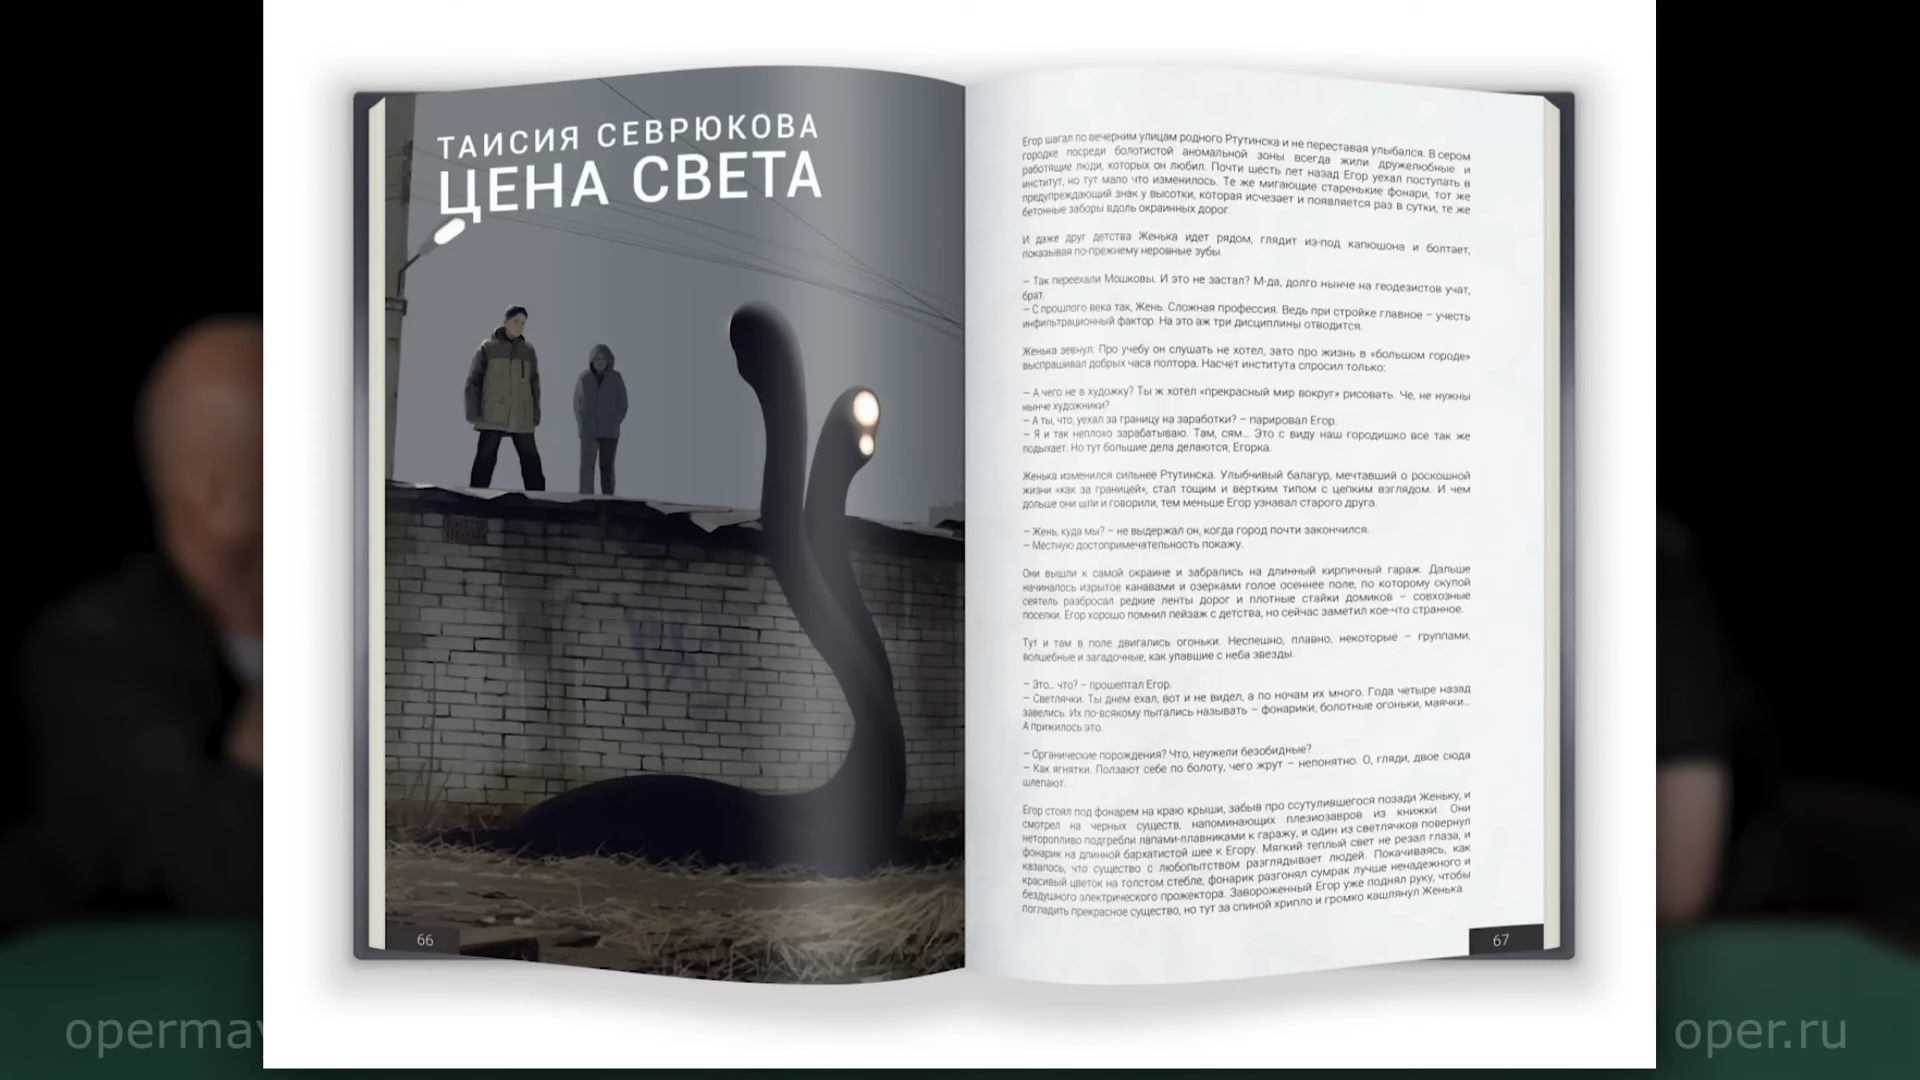 ТАИСИЯ СЕВРЮКОВА
ЦЕНА СВЕТА
66
Егор шагал по вечерним улицам родного Ртутинска и не переставая улыбался. В сером
городке посреди болотистой аномальной зоны всегда жили дружелюбные и
работящие люди, которых он любил. Почти шесть лет назад Егор уехал поступать в
институт, но тут мало что изменилось. Те же мигающие старенькие фонари, тот же
предупреждающий знак у высотки, которая исчезает и появляется раз в сутки, те же
бетонные заборы вдоль окраинных дорог.
И даже друг детства Женька идет рядом, глядит из-под капюшона и болтает,
показывая по-прежнему неровные зубы.
– Так переехали Мошковы. И это не застал? М-да, долго нынче на геодезистов учат,
брат.
– С прошлого века так, Жень. Сложная профессия. Ведь при стройке главное – учесть
инфильтрационный фактор. На это аж три дисциплины отводится.
Женька зевнул. Про учебу он слушать не хотел, зато про жизнь в «большом городе»
выспрашивал добрых часа полтора. Насчет института спросил только:
– А чего не в художку? Ты ж хотел «прекрасный мир вокруг» рисовать. Че, не нужны
нынче художники?
– А ты, что, уехал за границу на заработки? – парировал Егор.
– Я и так неплохо зарабатываю. Там, сям... Это с виду наш городишко все так же
подыхает. Но тут большие дела делаются, Егорка.
Женька изменился сильнее Ртутинска. Улыбчивый балагур, мечтавший о роскошной
жизни «как за границей», стал тощим и вертким типом с цепким взглядом. И чем
дольше они шли и говорили, тем меньше Егор узнавал старого друга.
– Жень, куда мы? – не выдержал он, когда город почти закончился.
– Местную достопримечательность покажу.
Они вышли к самой окраине и забрались на длинный кирпичный гараж. Дальше
начиналось изрытое канавами и озерками голое осеннее поле, по которому скупой
сеятель разбросал редкие ленты дорог и плотные стайки домиков – совхозные
поселки. Егор хорошо помнил пейзаж с детства, но сейчас заметил кое-что странное.
Тут и там в поле двигались огоньки. Неспешно, плавно, некоторые – группами,
волшебные и загадочные, как упавшие с неба звезды.
– Это... что? – прошептал Егор.
– Светлячки. Ты днем ехал, вот и не видел, а по ночам их много. Года четыре назад
завелись. Их по-всякому пытались называть – фонарики, болотные огоньки, маячки...
А прижилось это.
– Органические порождения? Что, неужели безобидные?
– Как ягнятки. Ползают себе по болоту, чего жрут – непонятно. О, гляди, двое сюда
шлепают.
Егор стоял под фонарем на краю крыши, забыв про ссутулившегося позади Женьку, и
смотрел на черных существ, напоминающих плезиозавров из книжки. Они
неторопливо подгребли лапами-плавниками к гаражу, и один из светлячков повернул
фонарик на длинной бархатистой шее к Егору. Мягкий теплый свет не резал глаза, и
казалось, что существо с любопытством разглядывает людей. Покачиваясь, как
красивый цветок на толстом стебле, фонарик разгонял сумрак лучше ненадежного и
бездушного электрического прожектора. Завороженный Егор уже поднял руку, чтобы
погладить прекрасное существо, но тут за спиной хрипло и громко кашлянул Женька.
67
operma
oper.ru